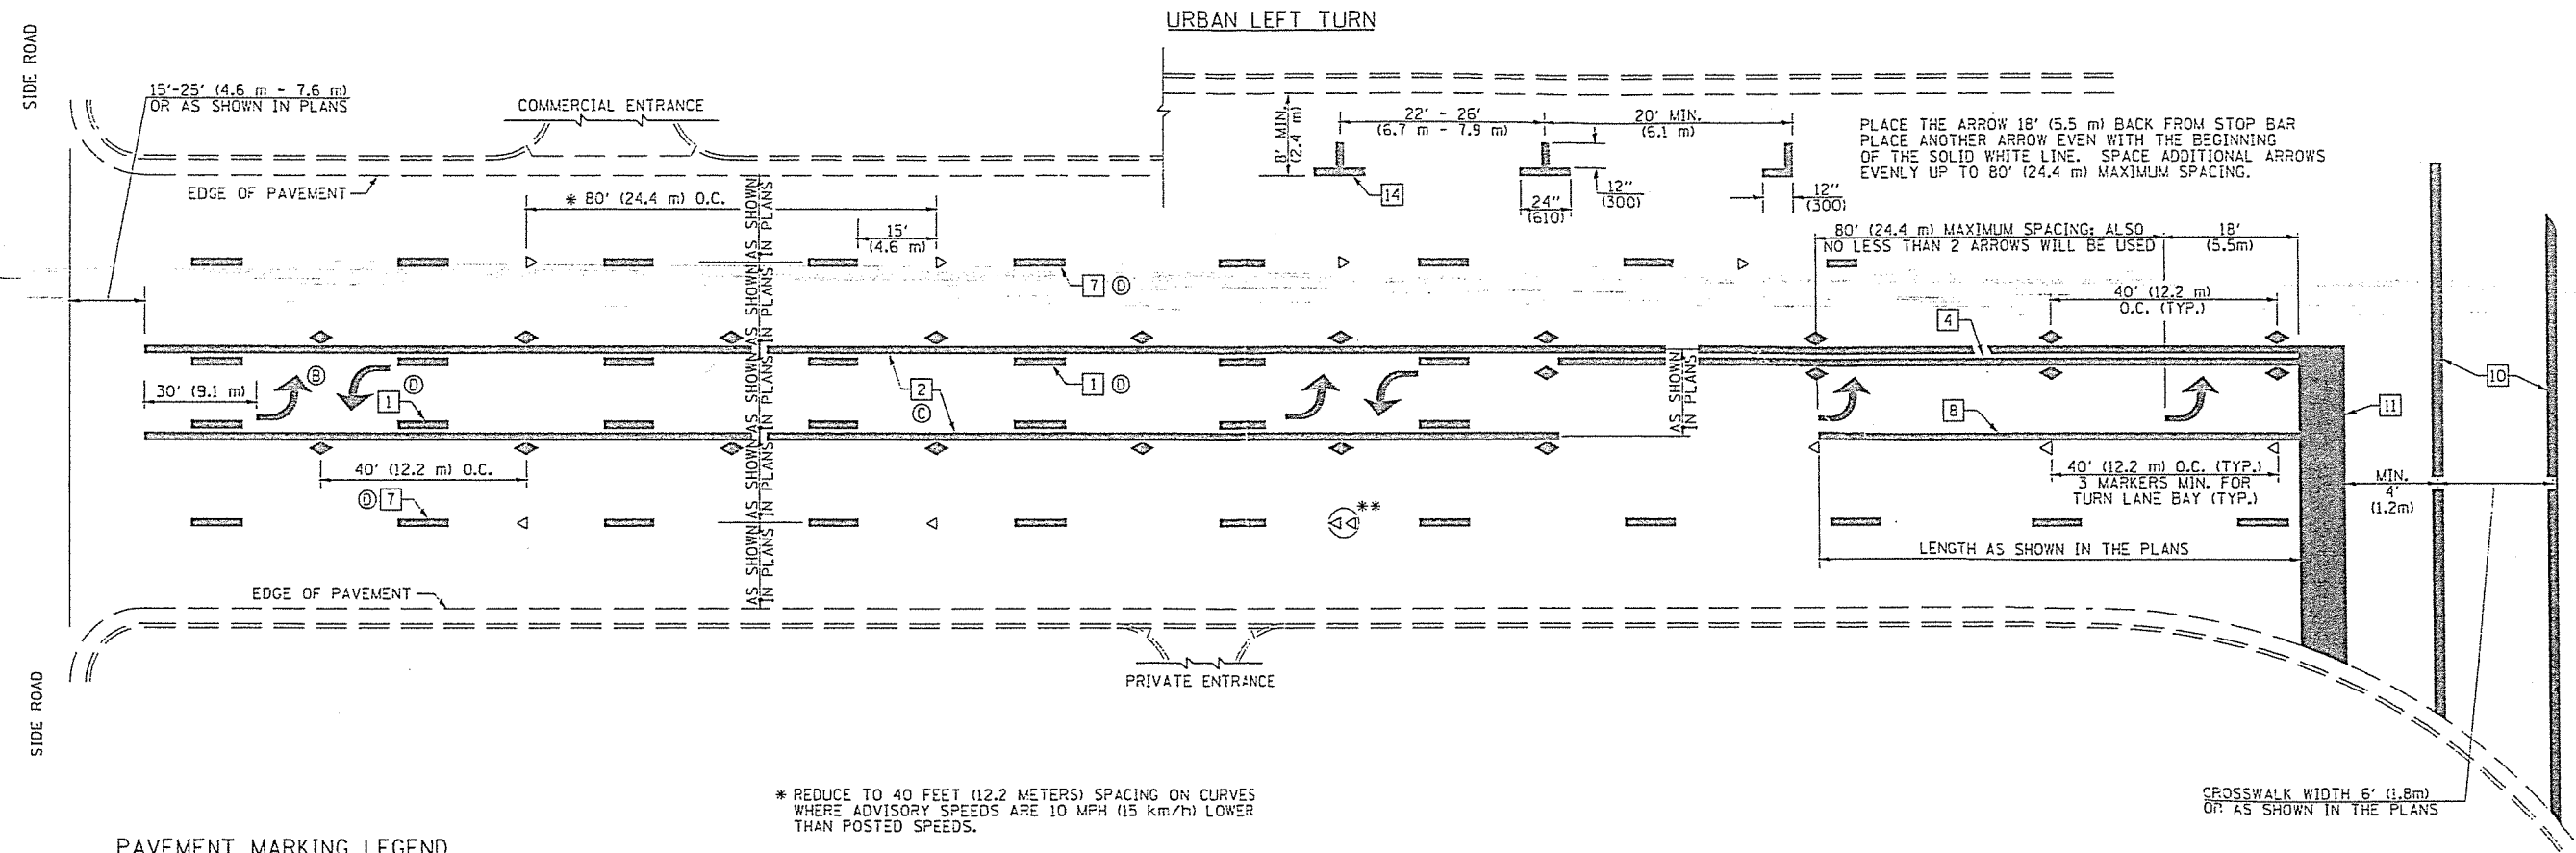 URBAN LEFT TURN
SIDE ROAD
15'-25' (4.6 m - 7.6 m)
OR AS SHOWN IN PLANS
COMMERCIAL ENTRANCE
EDGE OF PAVEMENT
* 80' (24.4 m) O.C.
15'
(4.6 m)
8' MIN.
(2.4 m)
22' - 26'
(6.7 m - 7.9 m)
20' MIN.
(6.1 m)
14
24"
(610)
12"
(300)
12"
(300)
PLACE THE ARROW 18' (5.5 m) BACK FROM STOP BAR
PLACE ANOTHER ARROW EVEN WITH THE BEGINNING
OF THE SOLID WHITE LINE. SPACE ADDITIONAL ARROWS
EVENLY UP TO 80' (24.4 m) MAXIMUM SPACING.
80' (24.4 m) MAXIMUM SPACING; ALSO
NO LESS THAN 2 ARROWS WILL BE USED
18'
(5.5m)
7 D
40' (12.2 m)
O.C. (TYP.)
4
AS SHOWN AS SHOWN AS SHOWN AS SHOWN
IN PLANS IN PLANS IN PLANS IN PLANS
30' (9.1 m)
B
D
1
1 D
2
C
AS SHOWN
IN PLANS
8
11
10
40' (12.2 m) O.C.
D 7
**
40' (12.2 m) O.C. (TYP.)
3 MARKERS MIN. FOR
TURN LANE BAY (TYP.)
MIN.
4'
(1.2m)
LENGTH AS SHOWN IN THE PLANS
EDGE OF PAVEMENT
PRIVATE ENTRANCE
SIDE ROAD
* REDUCE TO 40 FEET (12.2 METERS) SPACING ON CURVES
WHERE ADVISORY SPEEDS ARE 10 MPH (15 km/h) LOWER
THAN POSTED SPEEDS.
CROSSWALK WIDTH 6' (1.8m)
OR AS SHOWN IN THE PLANS
PAVEMENT MARKING LEGEND